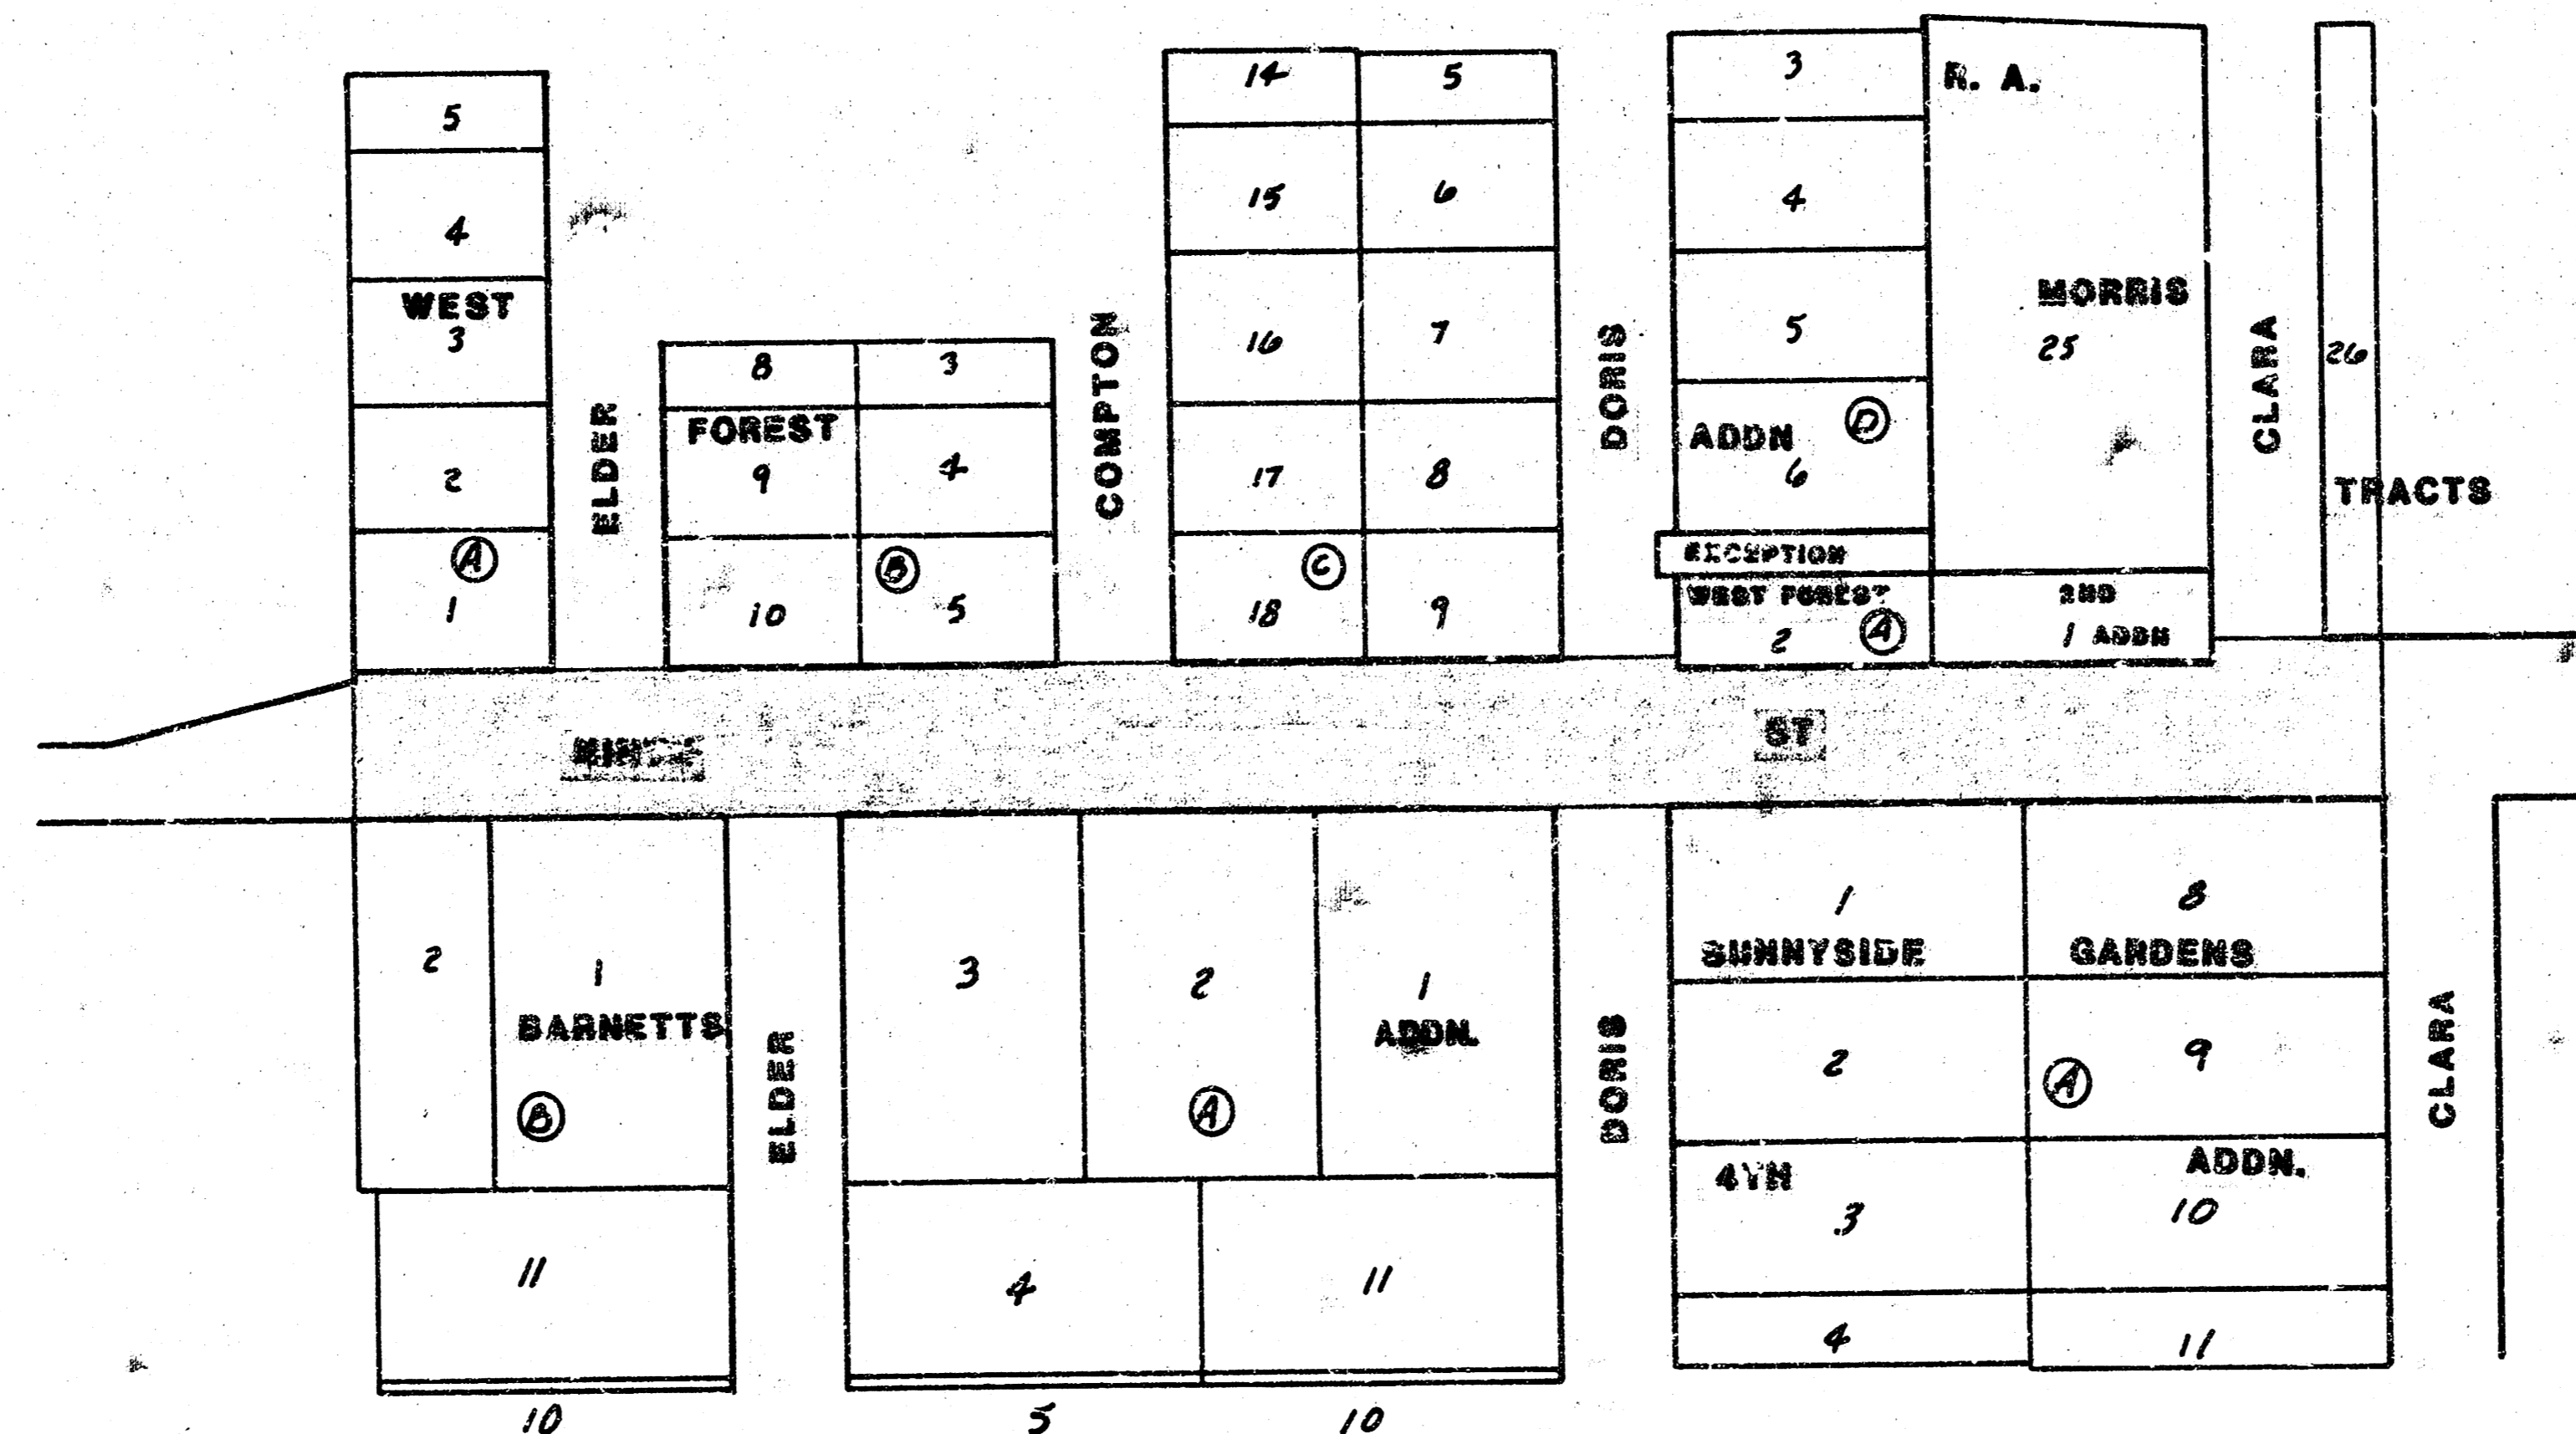 5
4
WEST
3
2
A
1
ELDER
8
3
FOREST
9
4
B
10
5
COMPTON
14
5
15
6
16
7
17
8
C
18
9
DORIS
3
4
5
ADDN
D
6
EXCEPTION
WEST FOREST
2
A
R. A.
MORRIS
25
2ND
1 ADDN
CLARA
26
TRACTS
ST
2
1
BARNETTS
B
11
10
ELDER
3
2
1
ADDN.
A
4
11
5
10
DORIS
1
8
SUNNYSIDE
GARDENS
2
9
A
4TH
ADDN.
3
10
4
11
CLARA